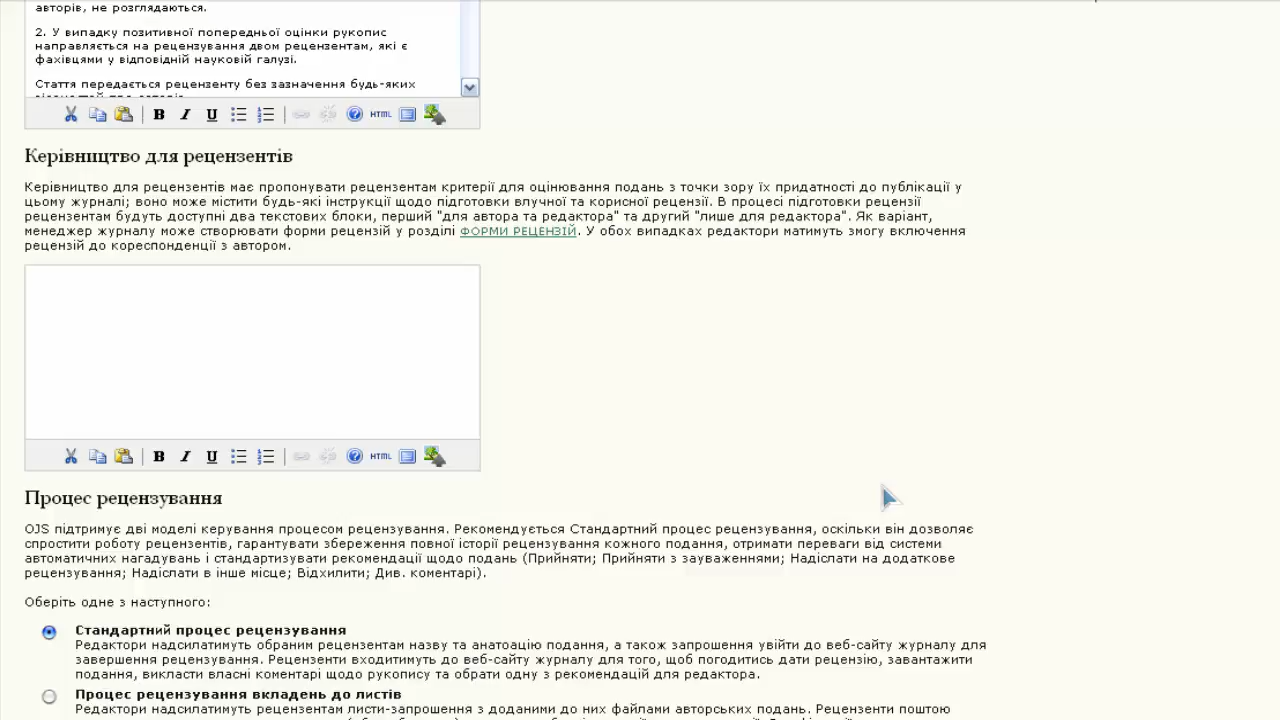 авторів, не розглядаються.
2. У випадку позитивної попередньої оцінки рукопис
направляється на рецензування двом рецензентам, які є
фахівцями у відповідній науковій галузі.
Стаття передається рецензенту без зазначення будь-яких
B I U HTML
Керівництво для рецензентів
Керівництво для рецензентів має пропонувати рецензентам критерії для оцінювання подань з точки зору їх придатності до публікації у
цьому журналі; воно може містити будь-які інструкції щодо підготовки влучної та корисної рецензії. В процесі підготовки рецензії
рецензентам будуть доступні два текстових блоки, перший "для автора та редактора" та другий "лише для редактора". Як варіант,
менеджер журналу може створювати форми рецензій у розділі ФОРМИ РЕЦЕНЗІЙ. У обох випадках редактори матимуть змогу включення
рецензій до кореспонденції з автором.
B I U HTML
Процес рецензування
OJS підтримує дві моделі керування процесом рецензування. Рекомендується Стандартний процес рецензування, оскільки він дозволяє
спростити роботу рецензентів, гарантувати збереження повної історії рецензування кожного подання, отримати переваги від системи
автоматичних нагадувань і стандартизувати рекомендації щодо подань (Прийняти; Прийняти з зауваженнями; Надіслати на додаткове
рецензування; Надіслати в інше місце; Відхилити; Див. коментарі).
Оберіть одне з наступного:
Стандартний процес рецензування
Редактори надсилатимуть обраним рецензентам назву та анатоацію подання, а також запрошення увійти до веб-сайту журналу для
завершення рецензування. Рецензенти входитимуть до веб-сайту журналу для того, щоб погодитись дати рецензію, завантажити
подання, викласти власні коментарі щодо рукопису та обрати одну з рекомендацій для редактора.
Процес рецензування вкладень до листів
Редактори надсилатимуть рецензентам листи-запрошення з доданими до них файлами авторських подань. Рецензенти поштою